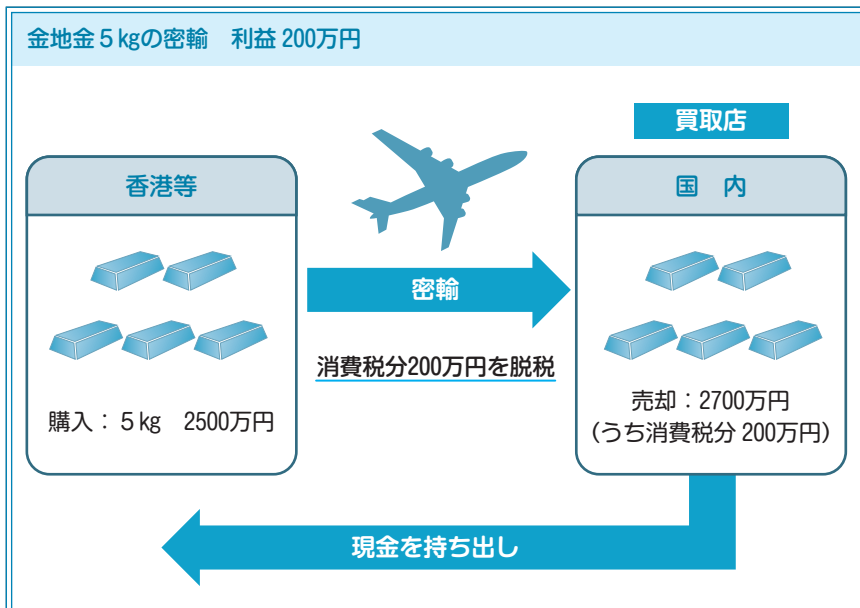 金地金５kgの密輸　利益 200万円
買取店
香港等
国　内
密輸
消費税分200万円を脱税
購入：５kg　2500万円
売却：2700万円
(うち消費税分 200万円)
現金を持ち出し